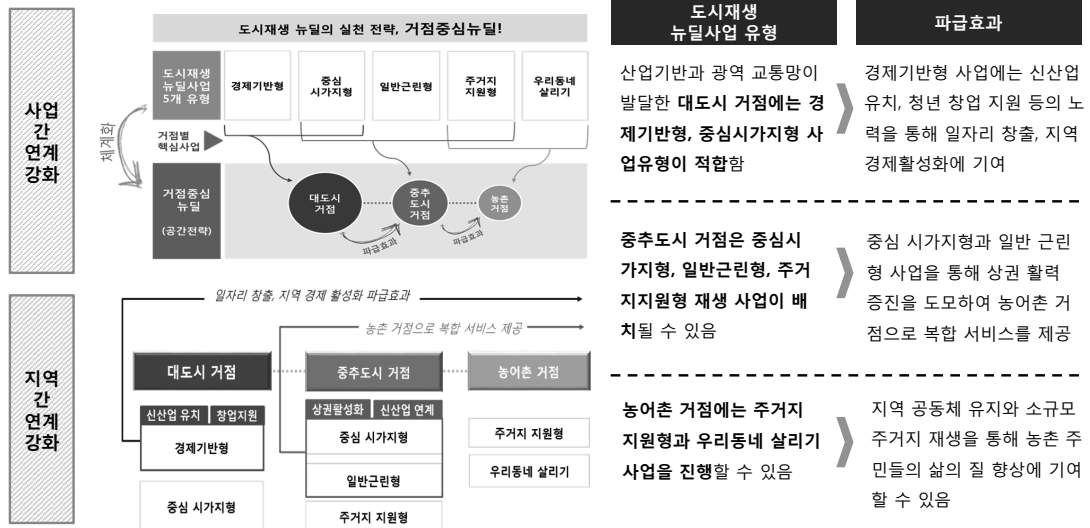 사업
간
연계
강화
도시재생 뉴딜의 실천 전략, 거점중심뉴딜!
도시재생
뉴딜사업
5개 유형
경제기반형
중심
시가지형
일반근린형
주거지
지원형
우리동네
살리기
체계화
거점별
핵심사업
거점중심
뉴딜
(공간전략)
대도시
거점
중추
도시
거점
농촌
거점
파급효과
파급효과
지역
간
연계
강화
일자리 창출, 지역 경제 활성화 파급효과
농촌 거점으로 복합 서비스 제공
대도시 거점
중추도시 거점
농어촌 거점
신산업 유치
창업지원
경제기반형
중심 시가지형
상권활성화
신산업 연계
중심 시가지형
일반근린형
주거지 지원형
주거지 지원형
우리동네 살리기
도시재생
뉴딜사업 유형
파급효과
산업기반과 광역 교통망이
발달한 대도시 거점에는 경
제기반형, 중심시가지형 사
업유형이 적합함
경제기반형 사업에는 신산업
유치, 청년 창업 지원 등의 노
력을 통해 일자리 창출, 지역
경제활성화에 기여
중추도시 거점은 중심시
가지형, 일반근린형, 주거
지지원형 재생 사업이 배
치될 수 있음
중심 시가지형과 일반 근린
형 사업을 통해 상권 활력
증진을 도모하여 농어촌 거
점으로 복합 서비스를 제공
농어촌 거점에는 주거지
지원형과 우리동네 살리기
사업을 진행할 수 있음
지역 공동체 유지와 소규모
주거지 재생을 통해 농촌 주
민들의 삶의 질 향상에 기여
할 수 있음